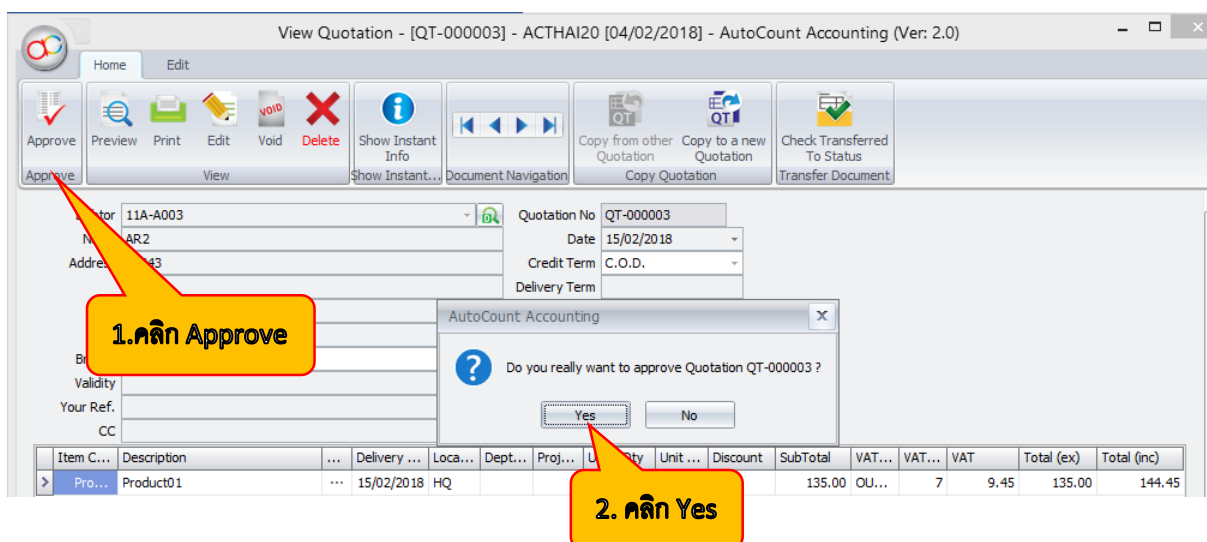 View Quotation - [QT-000003] - ACTHAI20 [04/02/2018] - AutoCount Accounting (Ver: 2.0)
Home Edit
Approve Preview Print Edit VOID Void Delete Show Instant Info QT Copy from other Quotation QT Copy to a new Quotation Check Transferred To Status
Approve View Show Instant... Document Navigation Copy Quotation Transfer Document
11A-A003 Quotation No QT-000003
AR2 Date 15/02/2018
Credit Term C.O.D.
Delivery Term
1.คลิก Approve
AutoCount Accounting
Do you really want to approve Quotation QT-000003 ?
Yes No
Validity
Your Ref.
CC
Item C... Description ... Delivery ... Loca... Dept... Proj... Unit ... Discount SubTotal VAT... VAT... VAT Total (ex) Total (inc)
Pro... Product01 ... 15/02/2018 HQ 135.00 OU... 7 9.45 135.00 144.45
2. คลิก Yes